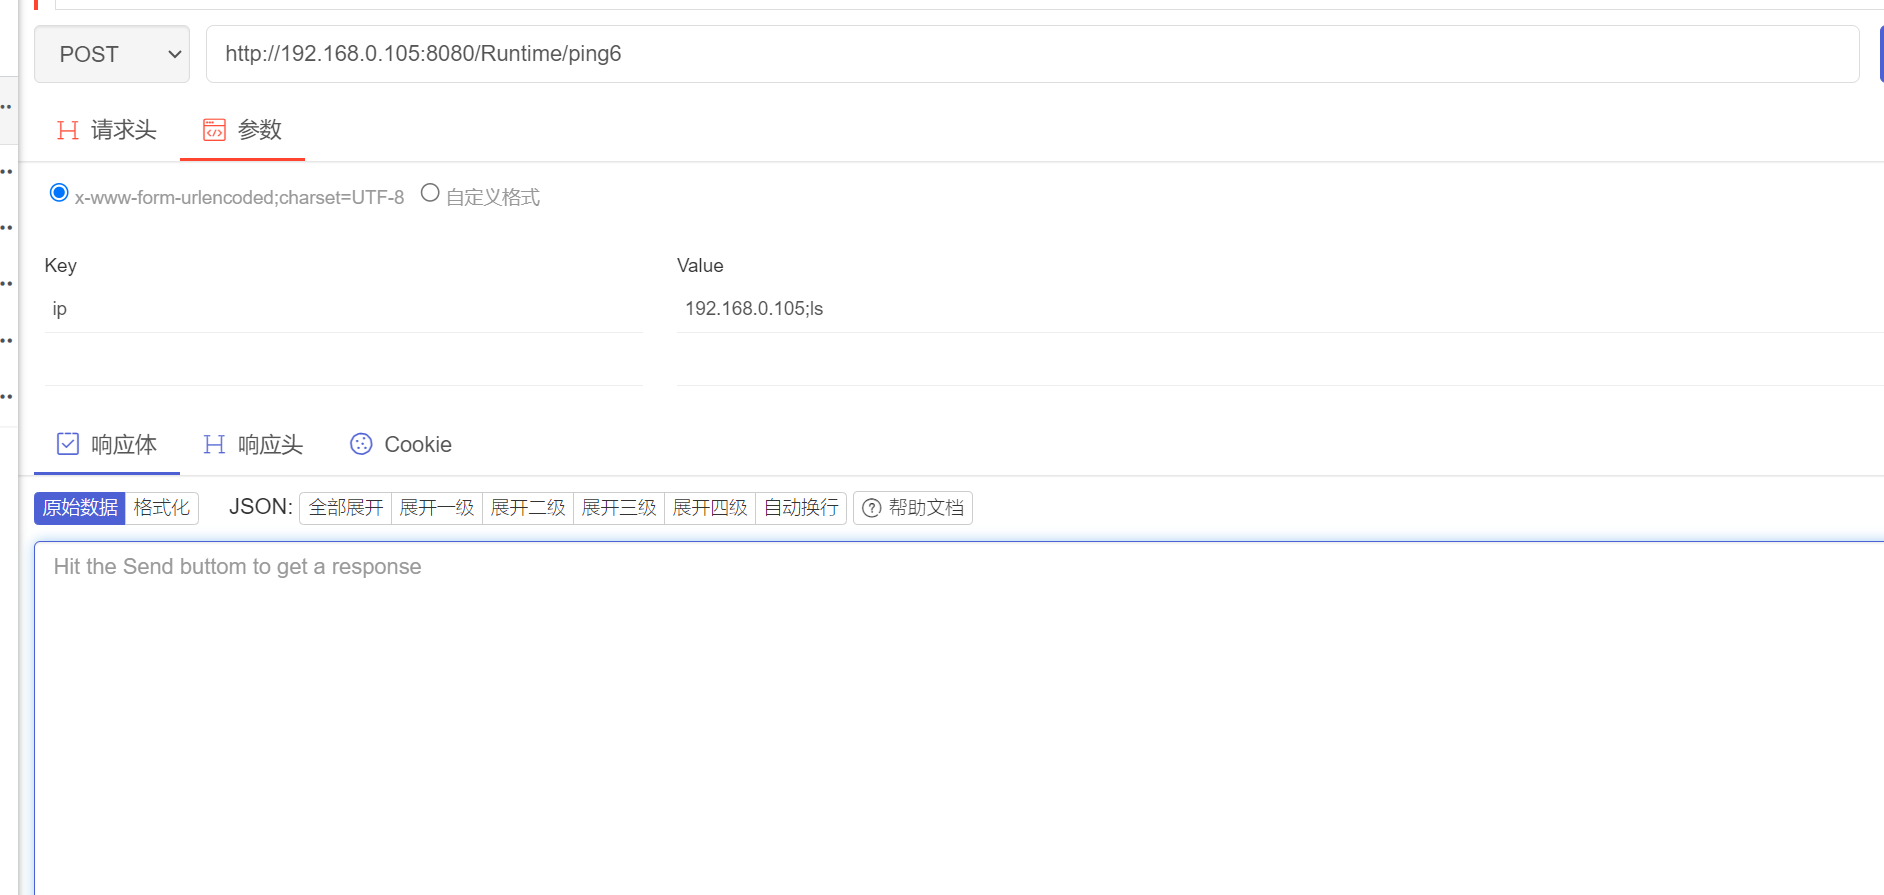 POST
http://192.168.0.105:8080/Runtime/ping6
请求头 参数
x-www-form-urlencoded;charset=UTF-8 自定义格式
Key Value
ip 192.168.0.105;ls
响应体 响应头 Cookie
原始数据 格式化 JSON: 全部展开 展开一级 展开二级 展开三级 展开四级 自动换行 帮助文档
Hit the Send buttom to get a response